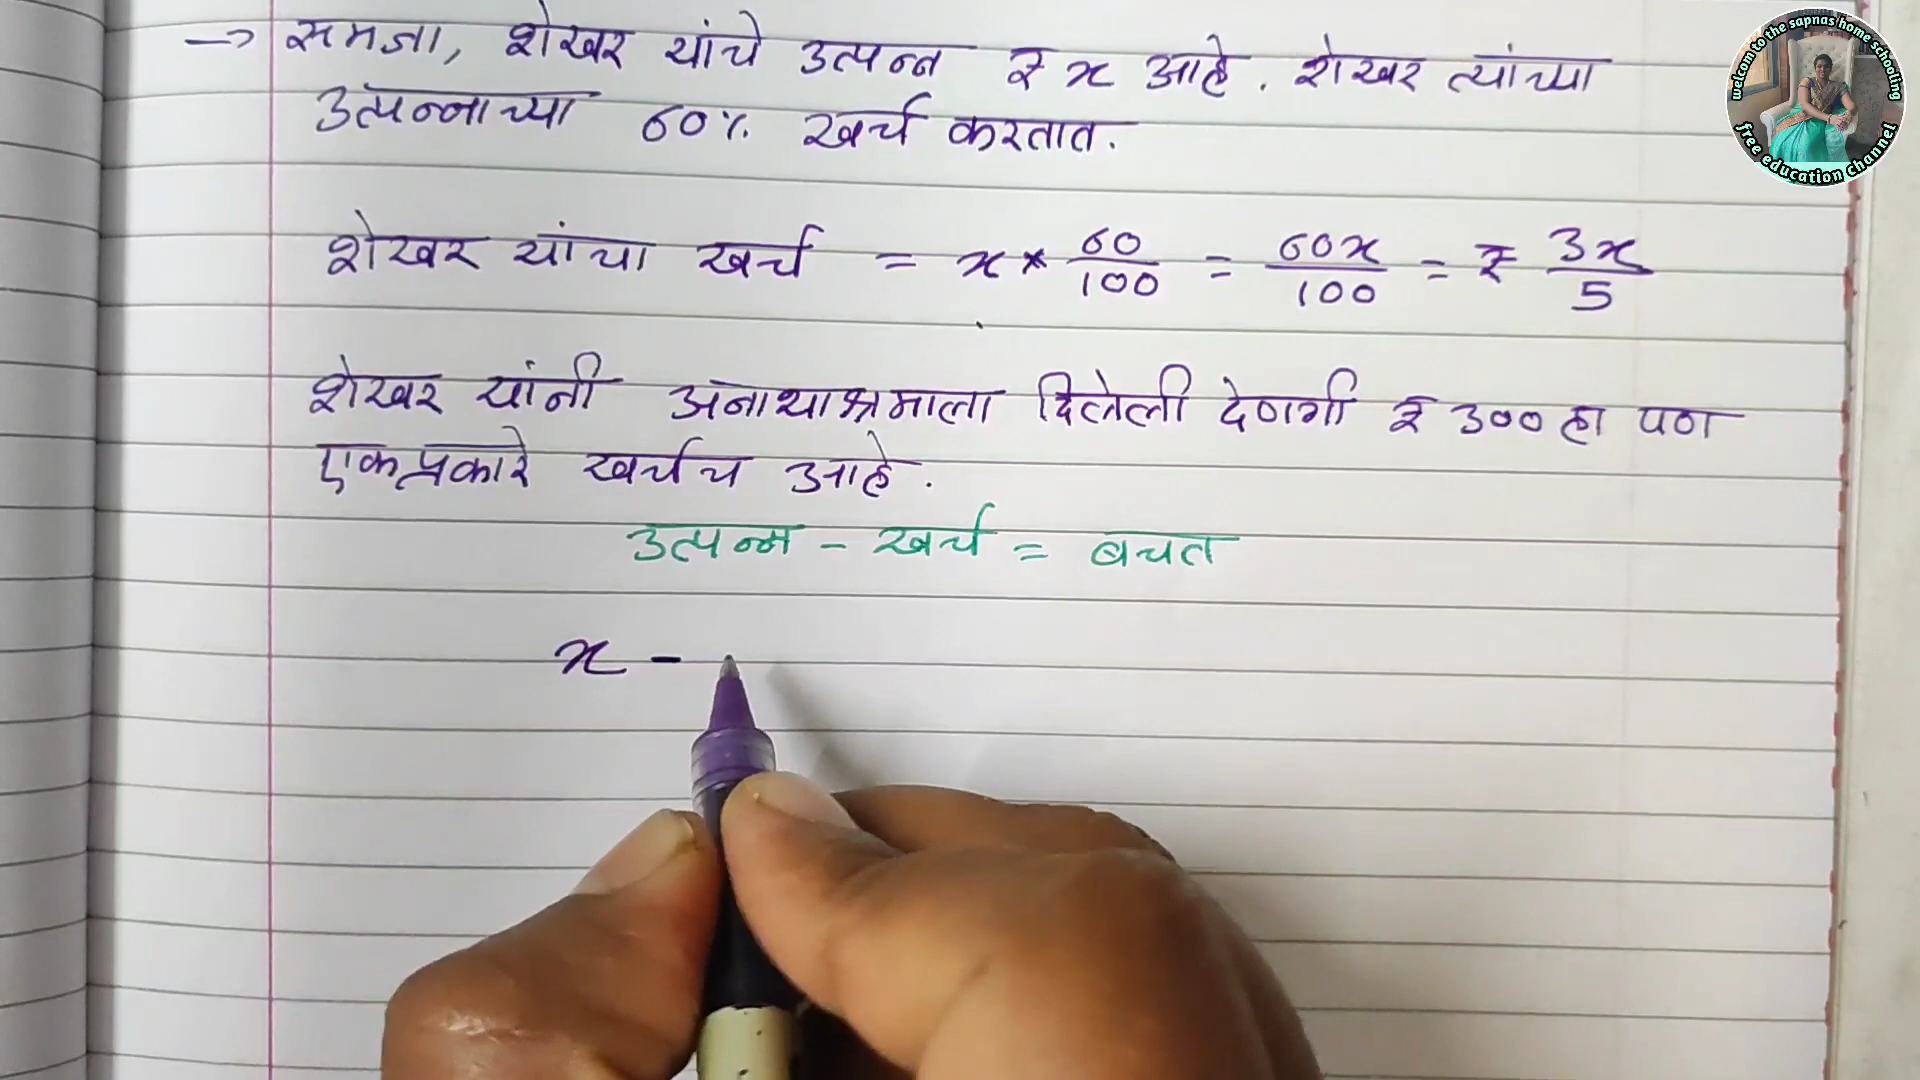 → समजा, शेखर यांचे उत्पन्न ₹ x आहे. शेखर त्यांच्या
उत्पन्नाच्या 60% खर्च करतात.
शेखर यांचा खर्च = x * 60/100 = 60x/100 = ₹ 3x/5
शेखर यांनी अनाथाश्रमाला दिलेली देणगी ₹ 300 हा पण
एकप्रकारे खर्चच आहे.
उत्पन्न - खर्च = बचत
x -
welcom to the sapnas home schooling
free education channel